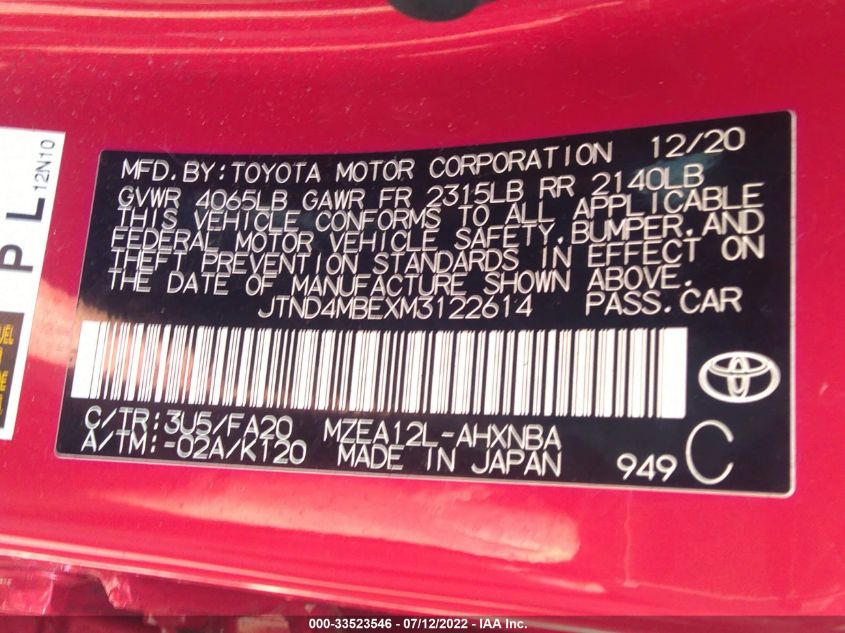 MFD. BY: TOYOTA MOTOR CORPORATION 12/20
GVWR 4065LB GAWR FR 2315LB RR 2140LB
THIS VEHICLE CONFORMS TO ALL APPLICABLE
FEDERAL MOTOR VEHICLE SAFETY, BUMPER, AND
THEFT PREVENTION STANDARDS IN EFFECT ON
THE DATE OF MANUFACTURE SHOWN ABOVE.
JTND4MBEXM3122614 PASS. CAR
C/TR: 3U5/FA20 MZEA12L-AHXNBA
A/TM: -02A/K120 MADE IN JAPAN 949 C
P L 12N10
000-33523546 - 07/12/2022 - IAAI Inc.